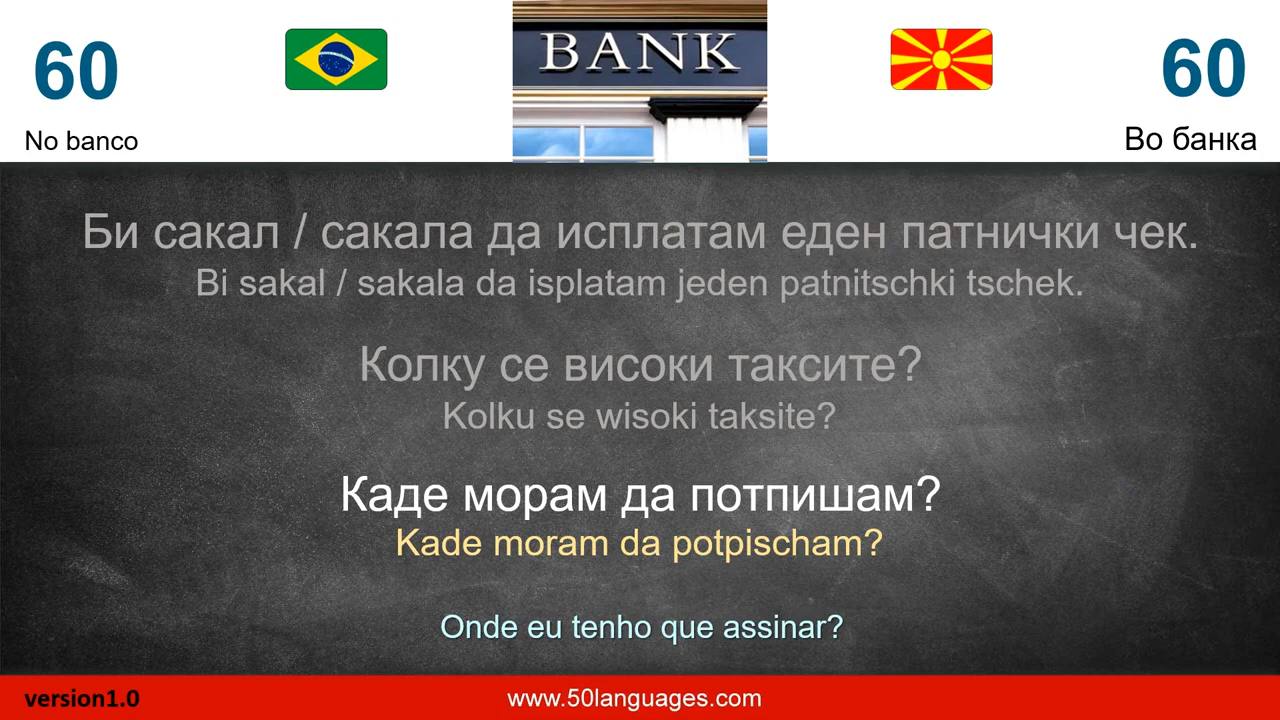 60
60
BANK
No banco
Во банка
Би сакал / сакала да исплатам еден патнички чек.
Bi sakal / sakala da isplatam jeden patnitschki tschek.
Колку се високи таксите?
Kolku se wisoki taksite?
Каде морам да потпишам?
Kade moram da potpischam?
Onde eu tenho que assinar?
version1.0
www.50languages.com